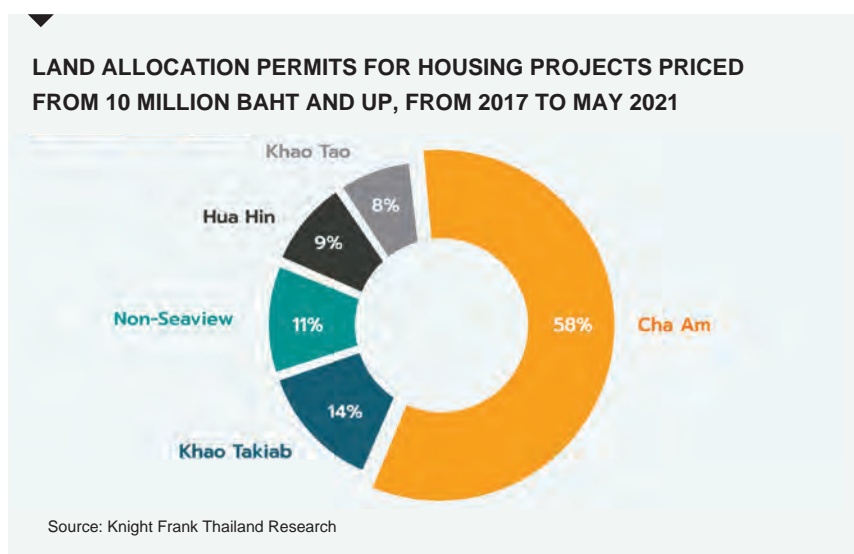 LAND ALLOCATION PERMITS FOR HOUSING PROJECTS PRICED
FROM 10 MILLION BAHT AND UP, FROM 2017 TO MAY 2021
Khao Tao
8%
Hua Hin
9%
Non-Seaview
11%
58%
Cha Am
14%
Khao Takiab
Source: Knight Frank Thailand Research